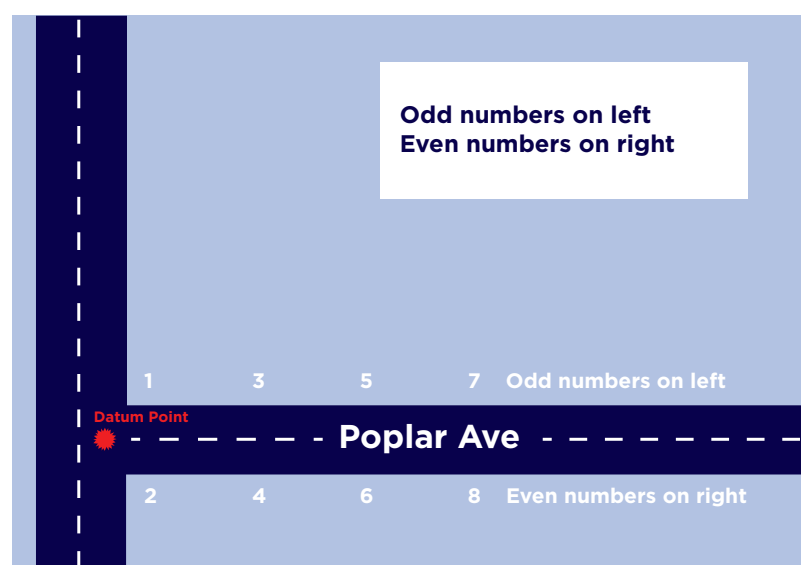 Odd numbers on left
Even numbers on right
1 3 5 7 Odd numbers on left
Datum Point
Poplar Ave
2 4 6 8 Even numbers on right